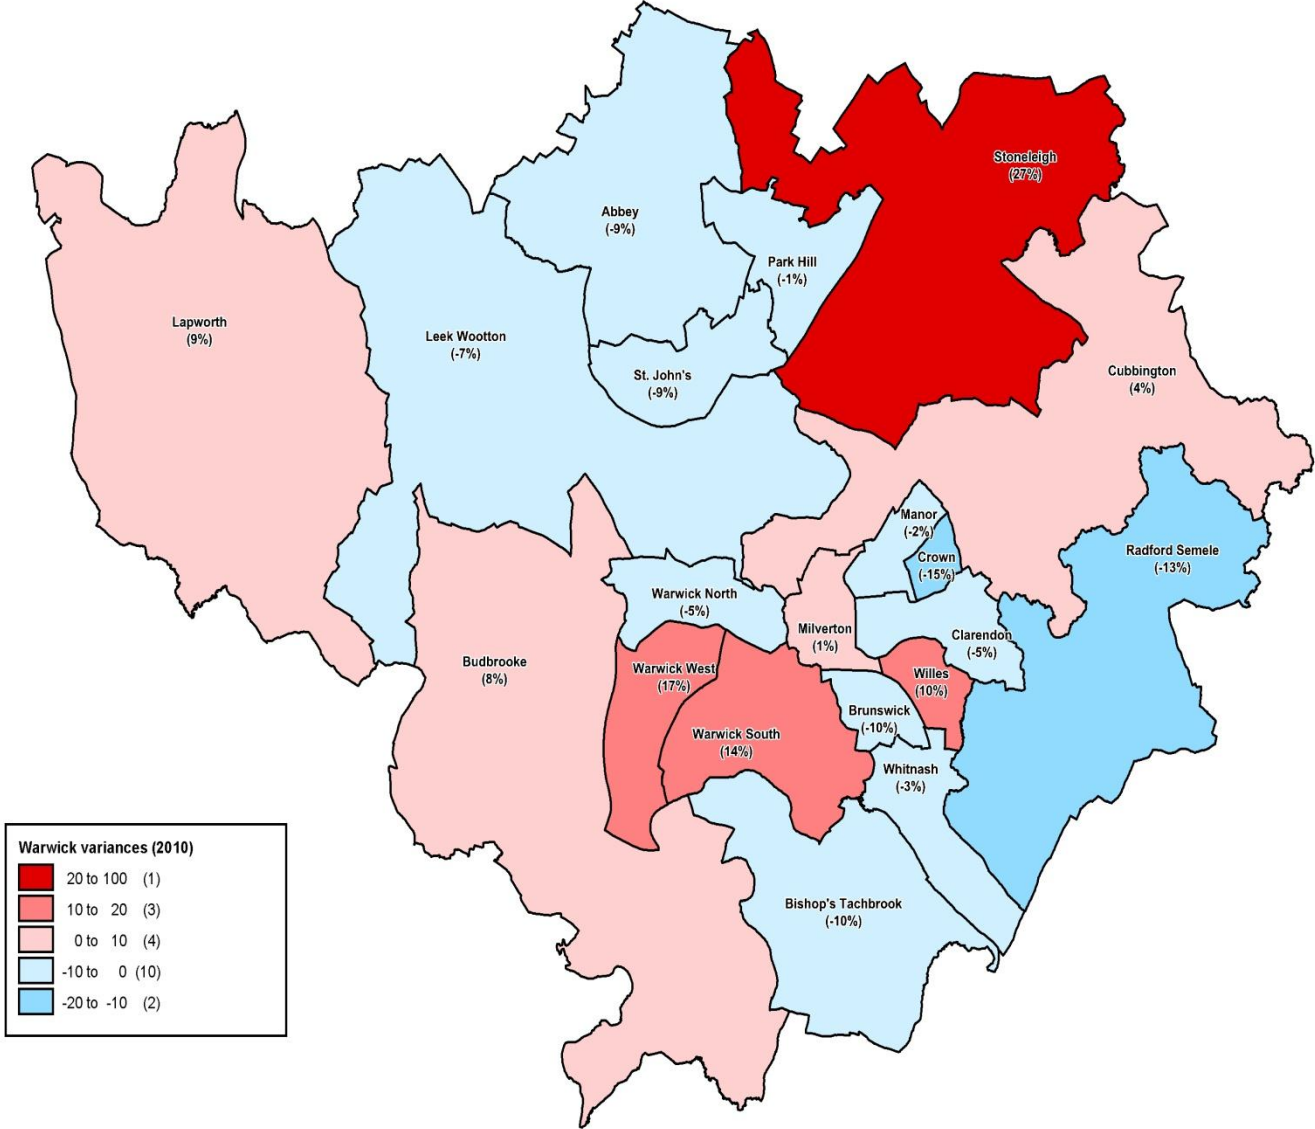 Stoneleigh
(27%)
Abbey
(-9%)
Park Hill
(-1%)
Lapworth
(9%)
Leek Wootton
(-7%)
St. John's
(-9%)
Cubbington
(4%)
Manor
(-2%)
Crown
(-15%)
Radford Semele
(-13%)
Warwick North
(-5%)
Milverton
(1%)
Clarendon
(-5%)
Budbrooke
(8%)
Warwick West
(17%)
Willes
(10%)
Brunswick
(-10%)
Warwick South
(14%)
Whitnash
(-3%)
Bishop's Tachbrook
(-10%)
Warwick variances (2010)
20 to 100 (1)
10 to 20 (3)
0 to 10 (4)
-10 to 0 (10)
-20 to -10 (2)